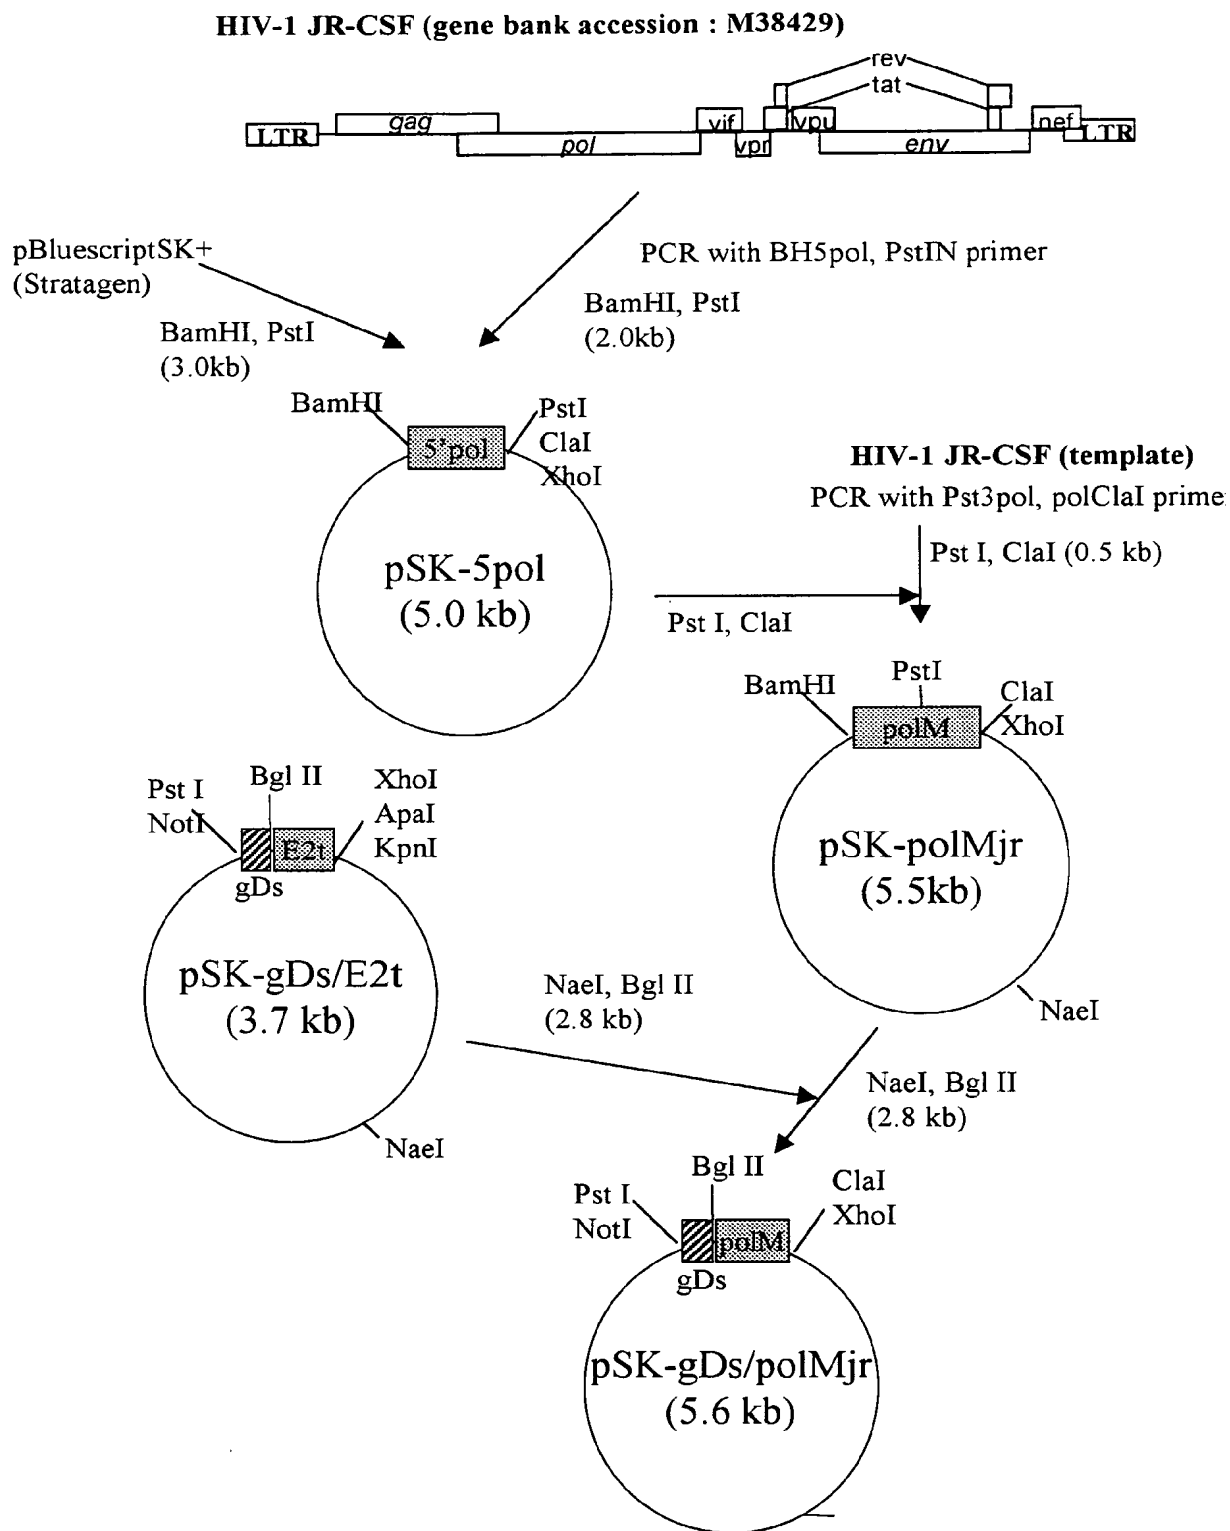 HIV-1 JR-CSF (gene bank accession : M38429)
rev
tat
LTR
gag
pol
vif
vpr
vpu
env
nef
LTR
pBluescriptSK+
(Stratagen)
PCR with BH5pol, PstIN primer
BamHI, PstI
(2.0kb)
BamHI, PstI
(3.0kb)
BamHI
5'pol
PstI
ClaI
XhoI
pSK-5pol
(5.0 kb)
HIV-1 JR-CSF (template)
PCR with Pst3pol, polClaI prime
Pst I, ClaI (0.5 kb)
Pst I, ClaI
BamHI
PstI
polM
ClaI
XhoI
pSK-polMjr
(5.5kb)
NaeI
Pst I
NotI
Bgl II
E2t
gDs
XhoI
ApaI
KpnI
pSK-gDs/E2t
(3.7 kb)
NaeI
NaeI, Bgl II
(2.8 kb)
NaeI, Bgl II
(2.8 kb)
Pst I
NotI
Bgl II
polM
gDs
ClaI
XhoI
pSK-gDs/polMjr
(5.6 kb)